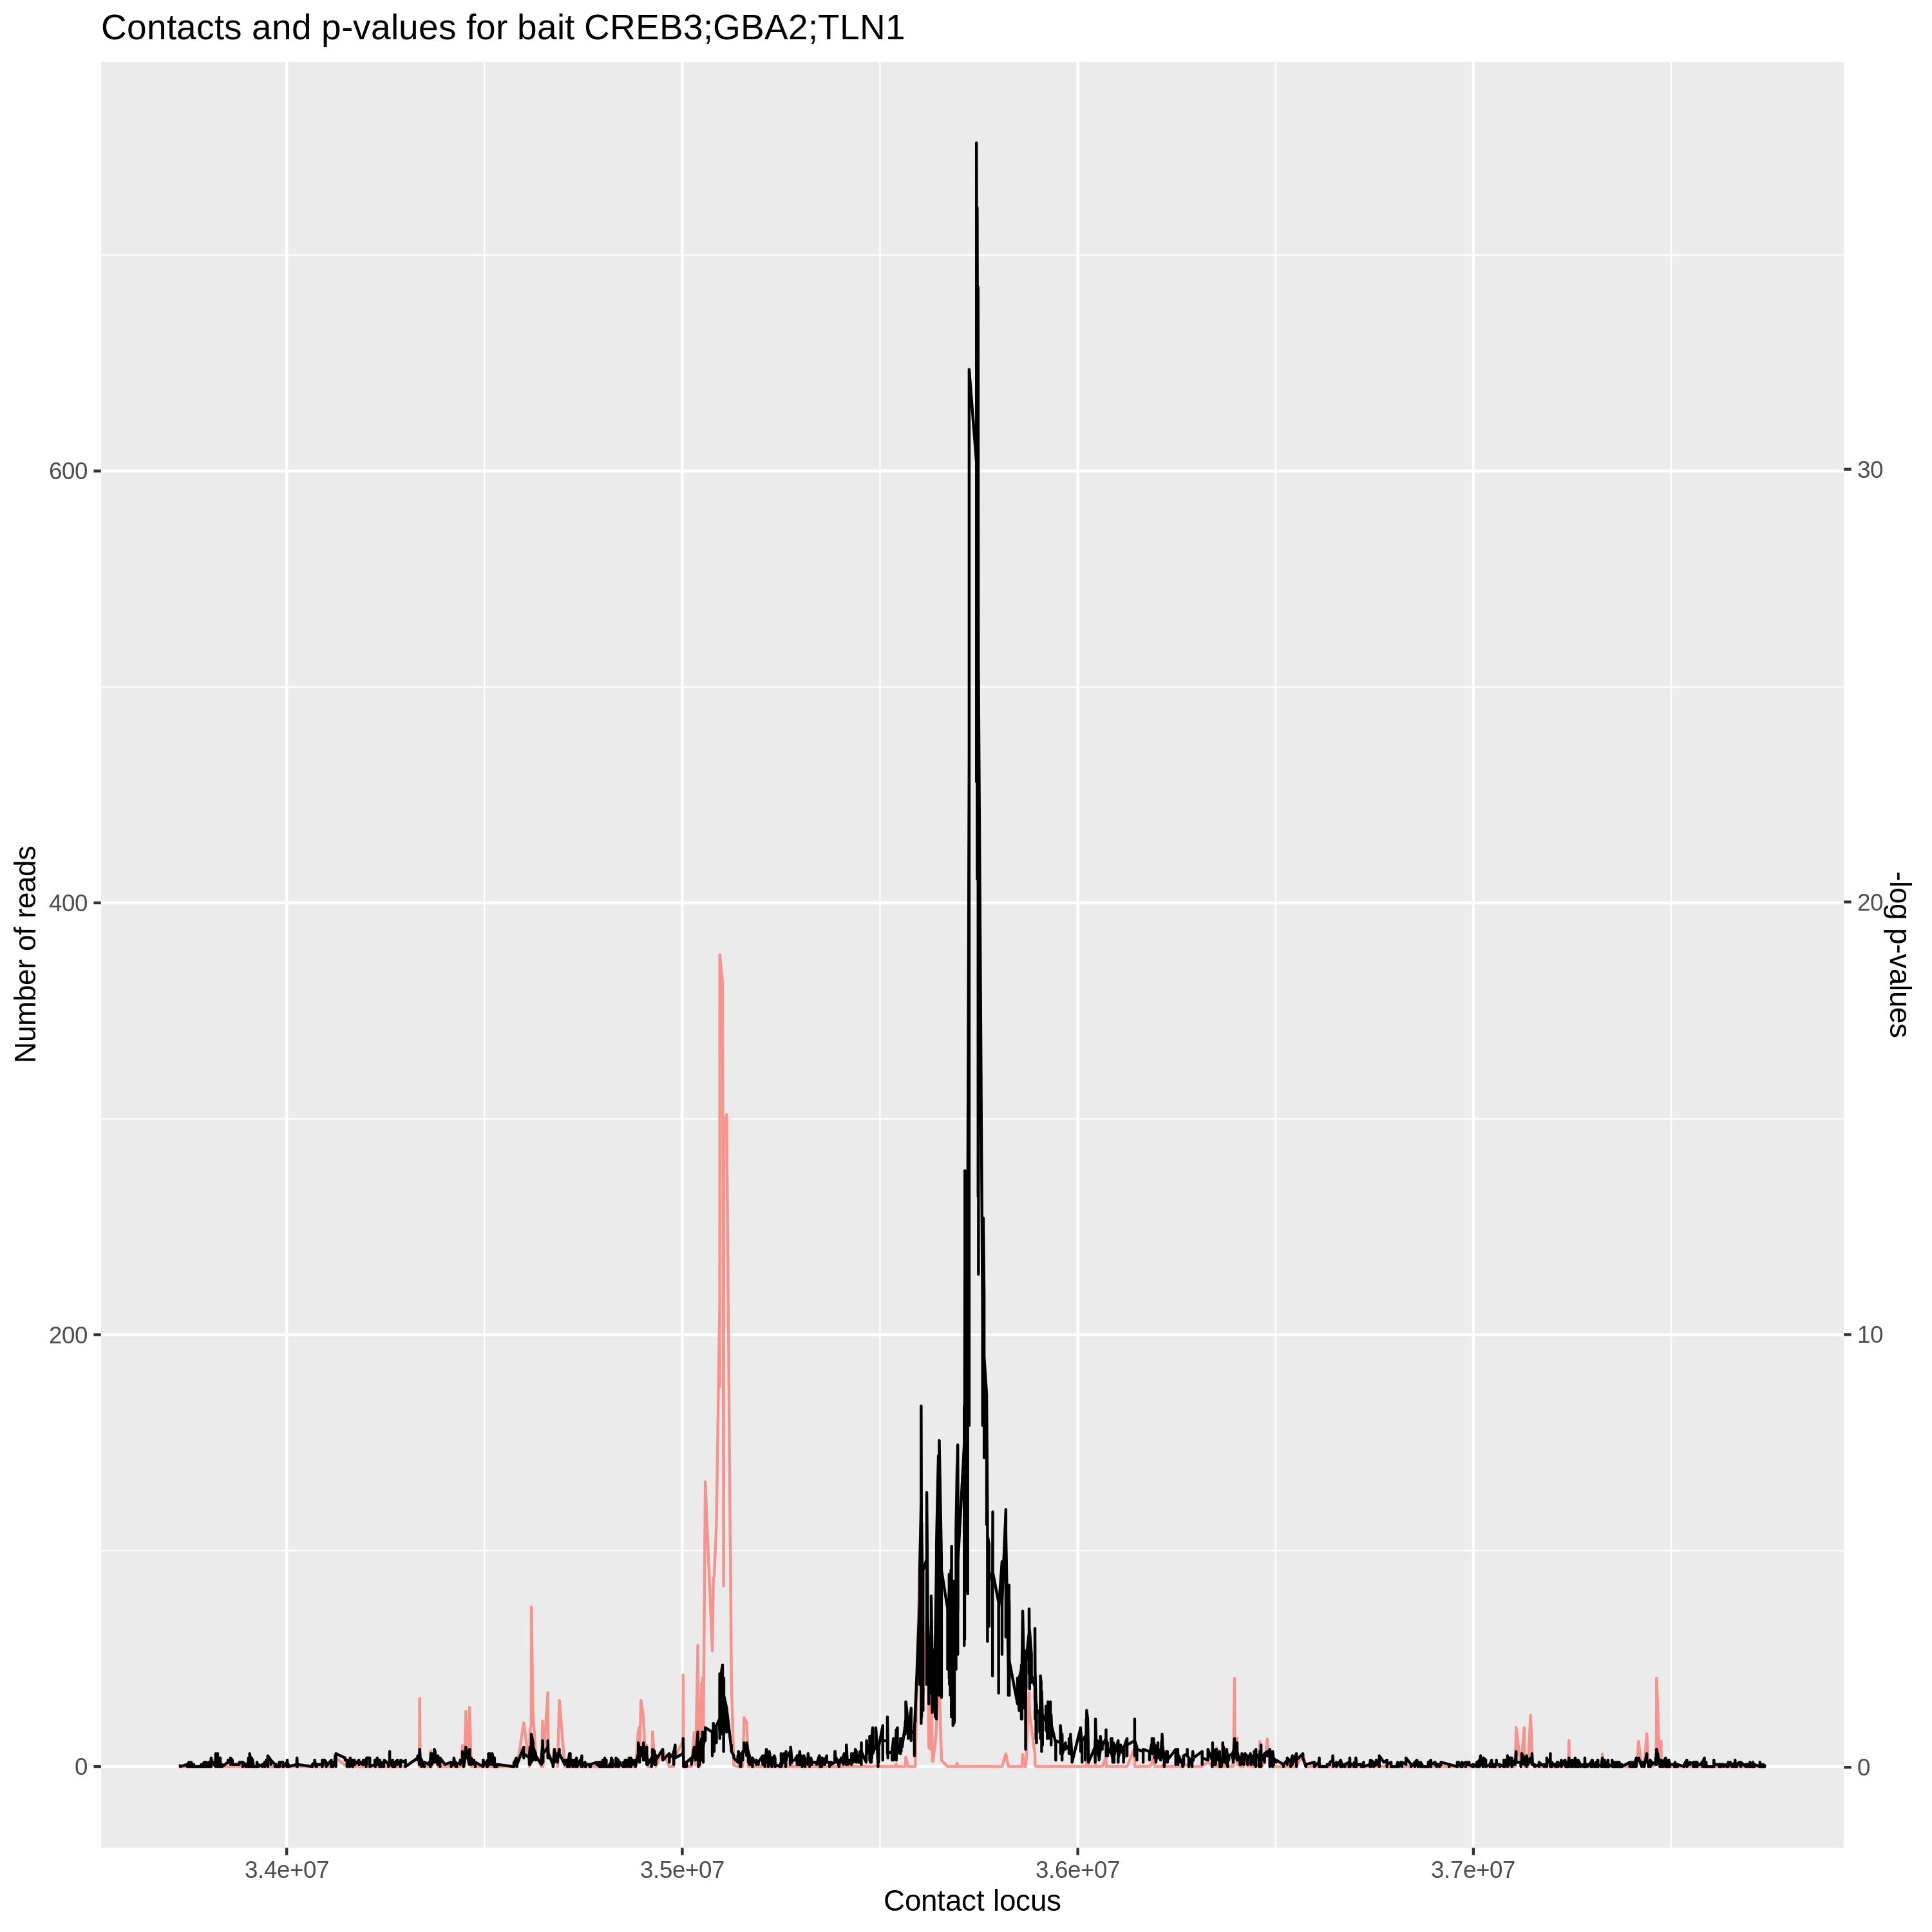 Contacts and p-values for bait CREB3;GBA2;TLN1
Number of reads
600
400
200
0
30
20
10
0
-log p-values
3.4e+07
3.5e+07
3.6e+07
3.7e+07
Contact locus